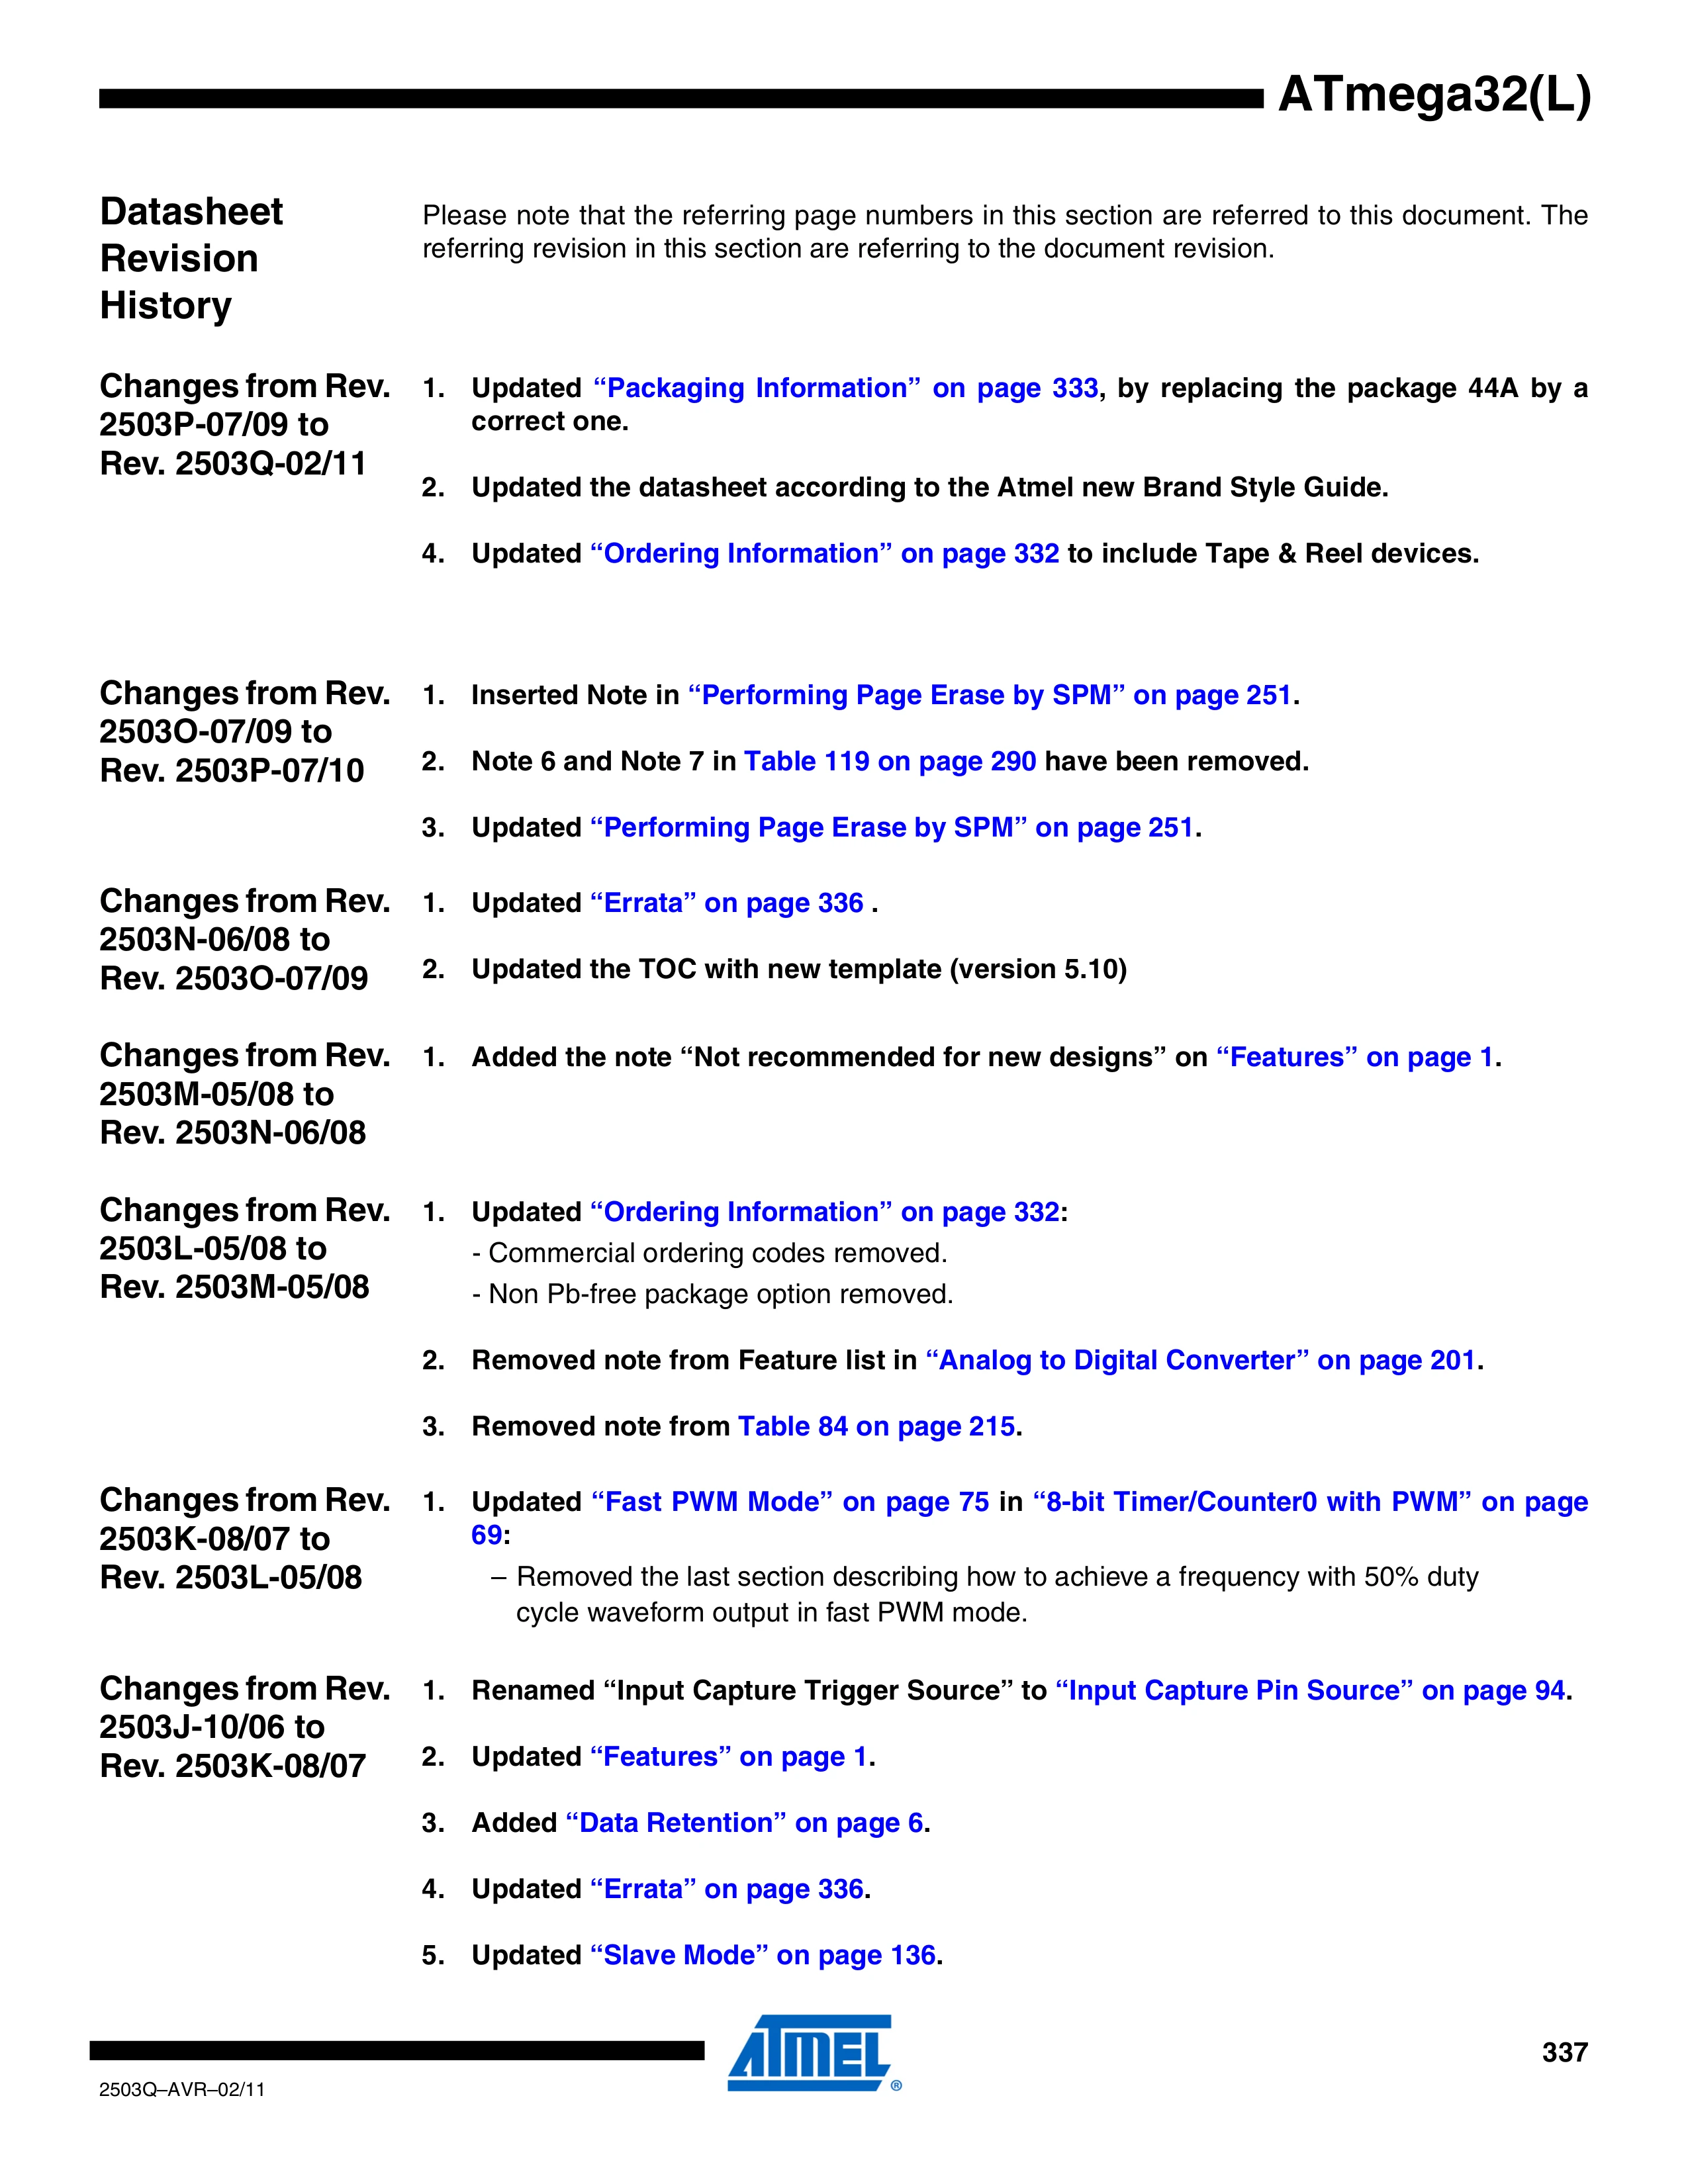 ATmega32(L)
Datasheet
Revision
History
Please note that the referring page numbers in this section are referred to this document. The
referring revision in this section are referring to the document revision.
Changes from Rev.
2503P-07/09 to
Rev. 2503Q-02/11
1. Updated “Packaging Information” on page 333, by replacing the package 44A by a
correct one.
2. Updated the datasheet according to the Atmel new Brand Style Guide.
4. Updated “Ordering Information” on page 332 to include Tape & Reel devices.
Changes from Rev.
2503O-07/09 to
Rev. 2503P-07/10
1. Inserted Note in “Performing Page Erase by SPM” on page 251.
2. Note 6 and Note 7 in Table 119 on page 290 have been removed.
3. Updated “Performing Page Erase by SPM” on page 251.
Changes from Rev.
2503N-06/08 to
Rev. 2503O-07/09
1. Updated “Errata” on page 336 .
2. Updated the TOC with new template (version 5.10)
Changes from Rev.
2503M-05/08 to
Rev. 2503N-06/08
1. Added the note “Not recommended for new designs” on “Features” on page 1.
Changes from Rev.
2503L-05/08 to
Rev. 2503M-05/08
1. Updated “Ordering Information” on page 332:
- Commercial ordering codes removed.
- Non Pb-free package option removed.
2. Removed note from Feature list in “Analog to Digital Converter” on page 201.
3. Removed note from Table 84 on page 215.
Changes from Rev.
2503K-08/07 to
Rev. 2503L-05/08
1. Updated “Fast PWM Mode” on page 75 in “8-bit Timer/Counter0 with PWM” on page
69:
– Removed the last section describing how to achieve a frequency with 50% duty
cycle waveform output in fast PWM mode.
Changes from Rev.
2503J-10/06 to
Rev. 2503K-08/07
1. Renamed “Input Capture Trigger Source” to “Input Capture Pin Source” on page 94.
2. Updated “Features” on page 1.
3. Added “Data Retention” on page 6.
4. Updated “Errata” on page 336.
5. Updated “Slave Mode” on page 136.
ATMEL ®
337
2503Q–AVR–02/11